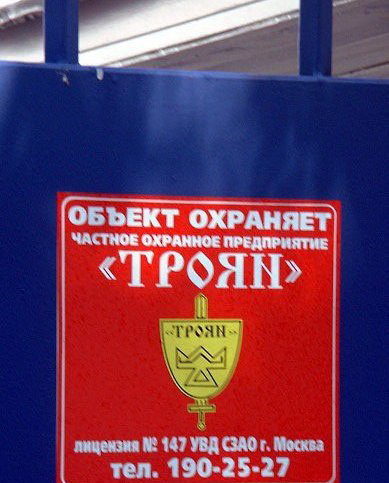 ОБЪЕКТ ОХРАНЯЕТ
ЧАСТНОЕ ОХРАННОЕ ПРЕДПРИЯТИЕ
«ТРОЯН»
-ТРОЯН-
лицензия № 147 УВД СЗАО г. Москва
тел. 190-25-27